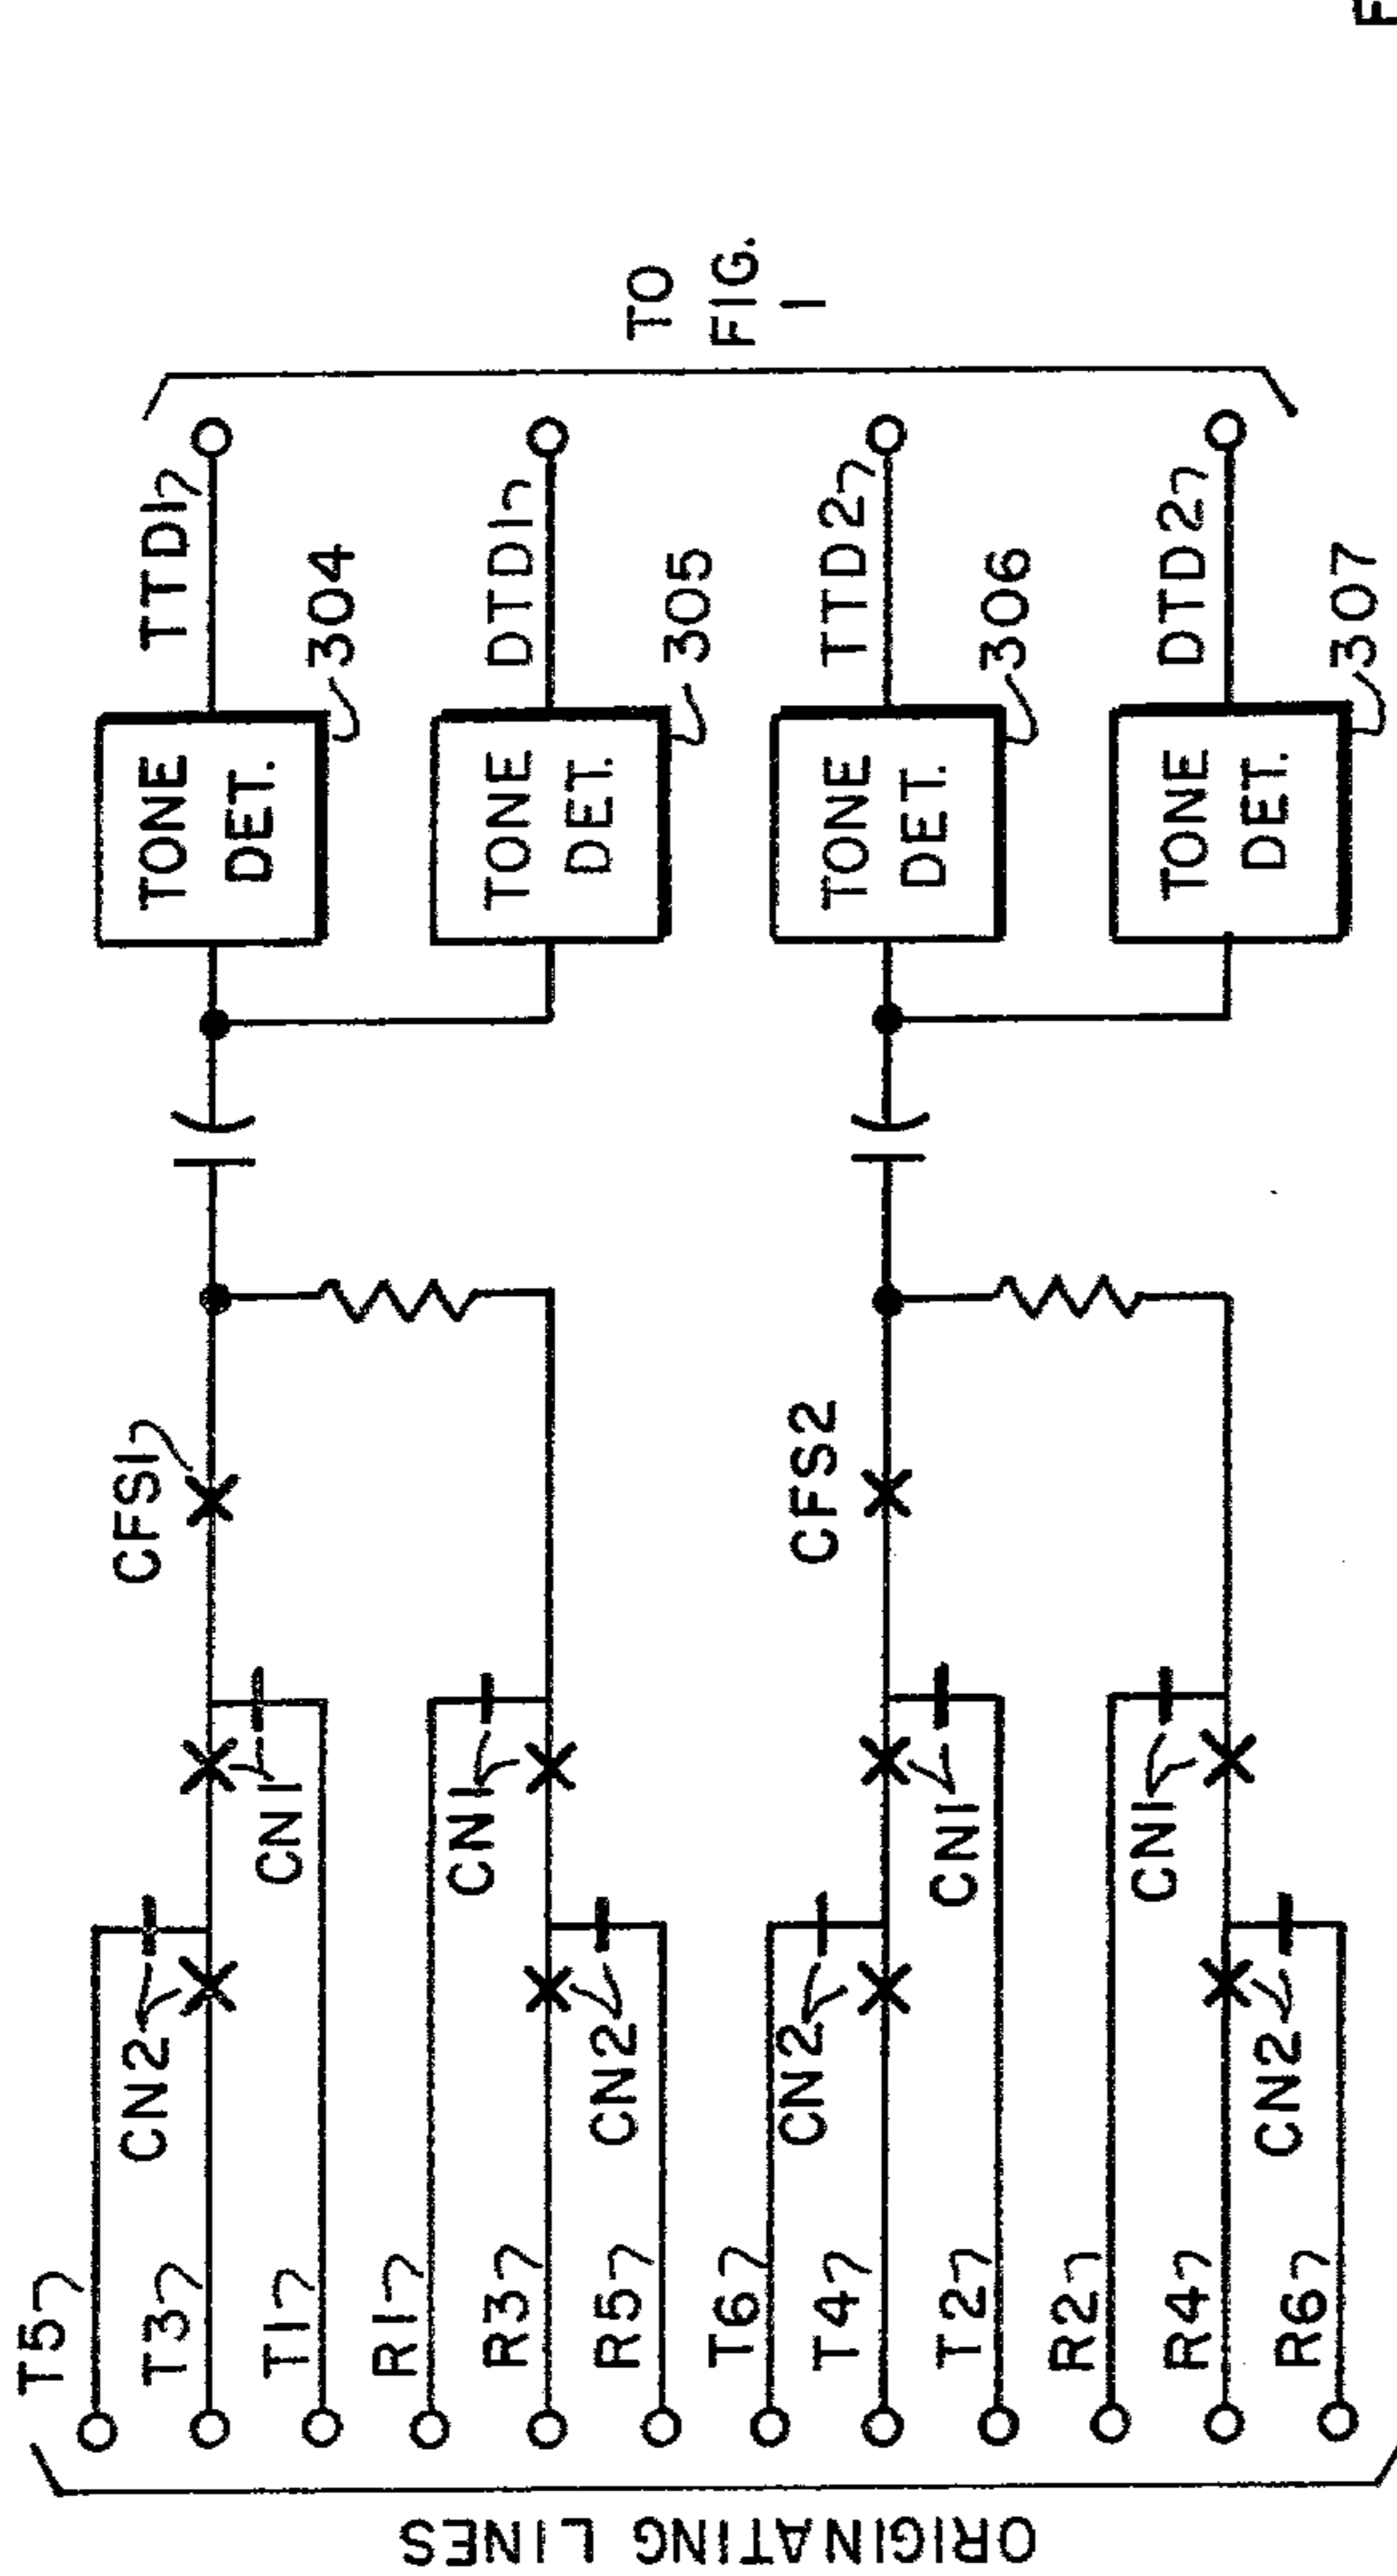 ORIGINATING LINES
T5
T3
T1
R1
R3
R5
T6
T4
T2
R2
R4
R6
CN2
CN2
CN2
CN2
CN1
CN1
CN1
CN1
CFS1
CFS2
TONE
DET.
TONE
DET.
TONE
DET.
TONE
DET.
304
305
306
307
TTD1
DTD1
TTD2
DTD2
TO
FIG.
1